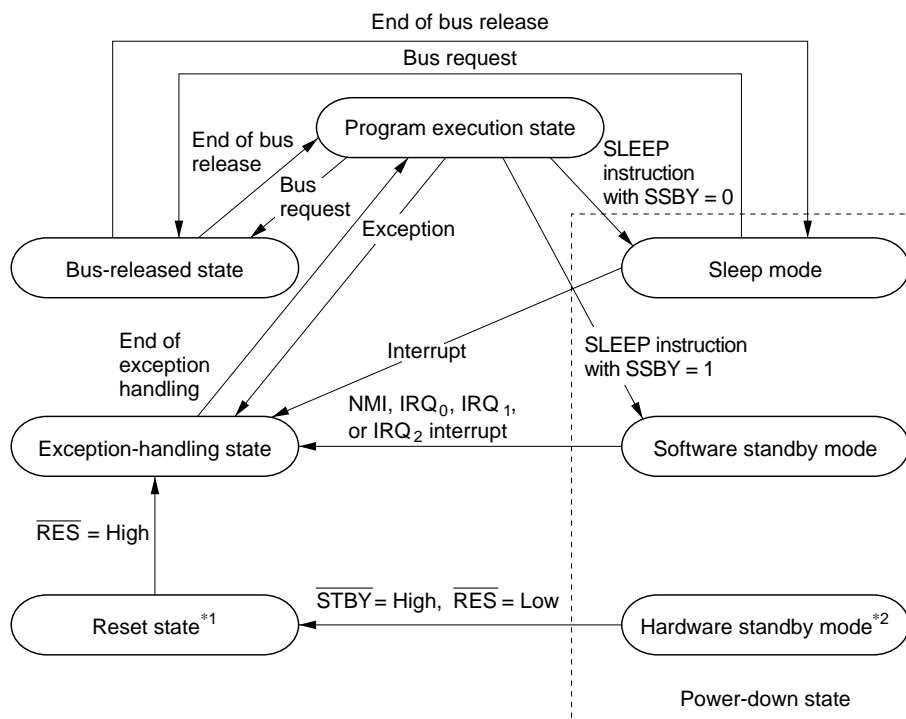 End of bus release
Bus request
Program execution state
End of bus
release
SLEEP
instruction
with SSBY = 0
Bus
request
Exception
Bus-released state
Sleep mode
End of
exception
handling
Interrupt
SLEEP instruction
with SSBY = 1
NMI, IRQ0, IRQ1,
or IRQ2 interrupt
Exception-handling state
Software standby mode
R̅E̅S̅ = High
S̅T̅B̅Y̅ = High, R̅E̅S̅ = Low
Reset state*1
Hardware standby mode*2
Power-down state